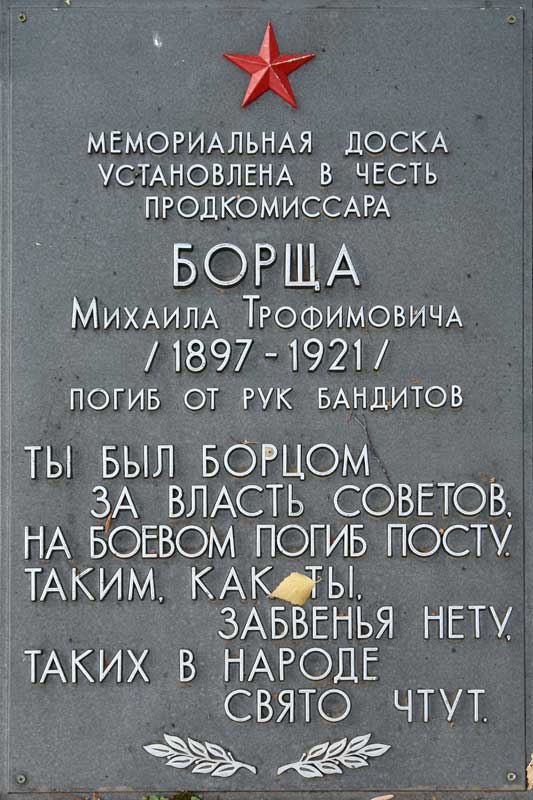 МЕМОРИАЛЬНАЯ ДОСКА
УСТАНОВЛЕНА В ЧЕСТЬ
ПРОДКОМИССАРА
БОРЩА
МИХАИЛА ТРОФИМОВИЧА
/1897-1921/
ПОГИБ ОТ РУК БАНДИТОВ
ТЫ БЫЛ БОРЦОМ
ЗА ВЛАСТЬ СОВЕТОВ,
НА БОЕВОМ ПОГИБ ПОСТУ.
ТАКИМ, КАК ТЫ,
ЗАБВЕНЬЯ НЕТУ,
ТАКИХ В НАРОДЕ
СВЯТО ЧТУТ.